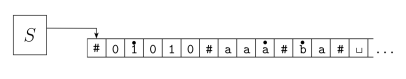 S
# 0 1̇ 0 1 0 # a a ȧ # ḃ a # ␣ ...